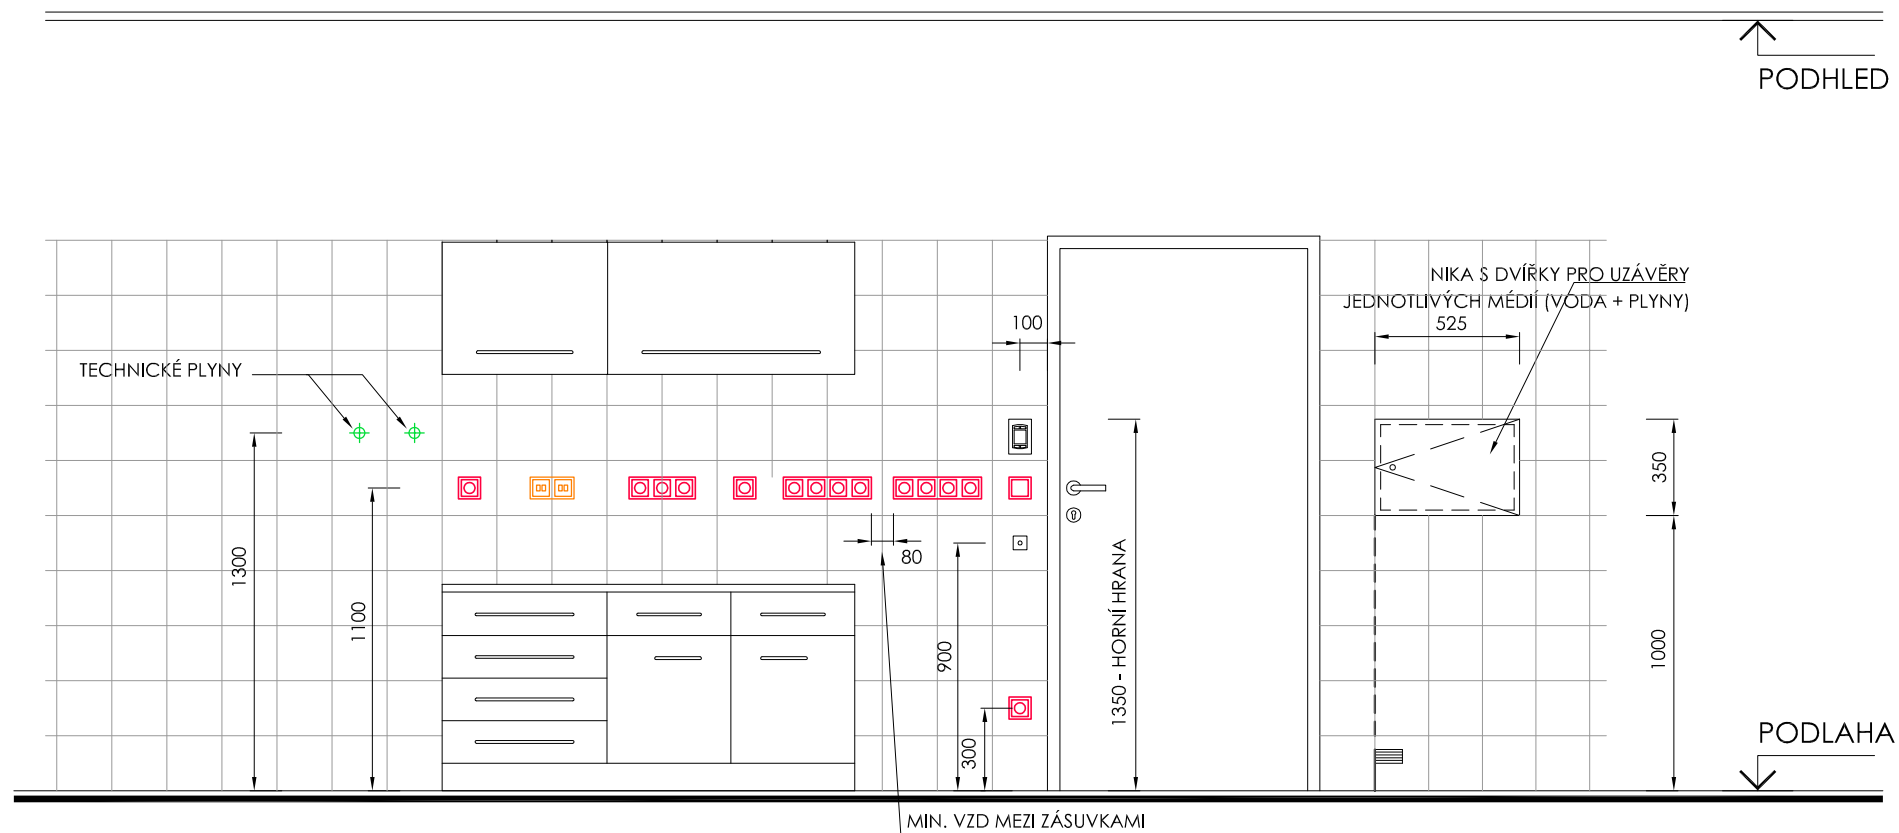 PODHLED
NIKA S DVÍŘKY PRO UZÁVĚRY
JEDNOTLIVÝCH MÉDIÍ (VODA + PLYNY)
525
100
TECHNICKÉ PLYNY
350
1300
1100
80
900
1350 - HORNÍ HRANA
1000
300
PODLAHA
MIN. VZD MEZI ZÁSUVKAMI